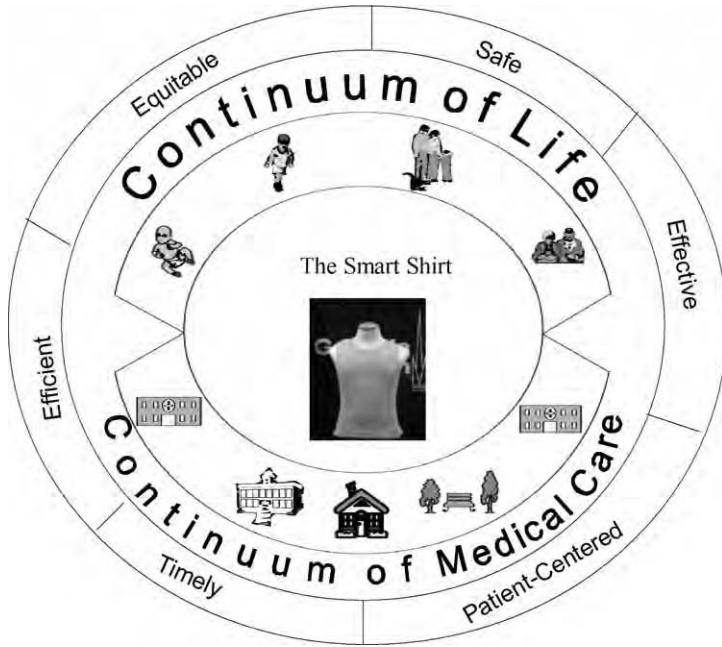 Equitable
Safe
Continuum of Life
Effective
The Smart Shirt
Efficient
Continuum of Medical Care
Timely
Patient-Centered